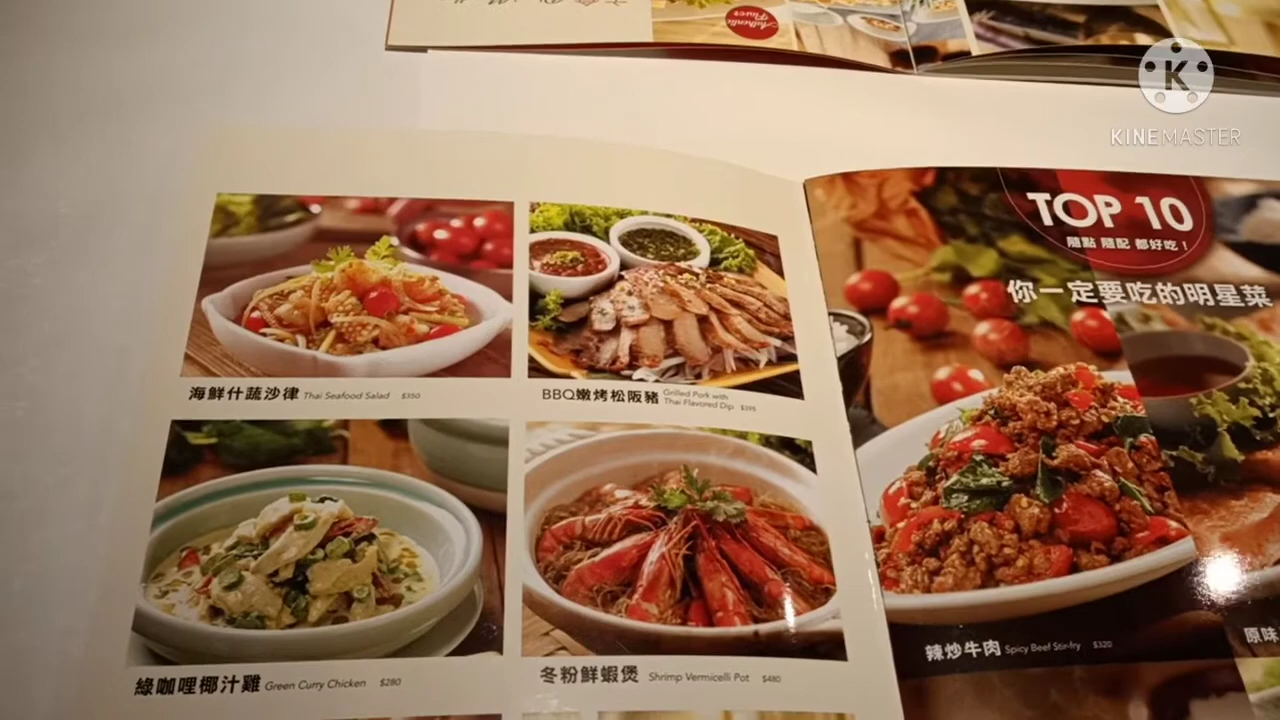 Authentic
Flavor
K
KINEMASTER
TOP 10
隨點 隨配 都好吃！
你一定要吃的明星菜
海鮮什蔬沙律 Thai Seafood Salad $350
BBQ嫩烤松阪豬 Grilled Pork with
Thai Flavored Dip $395
綠咖哩椰汁雞 Green Curry Chicken $280
冬粉鮮蝦煲 Shrimp Vermicelli Pot $480
辣炒牛肉 Spicy Beef Stir-fry $320
原味